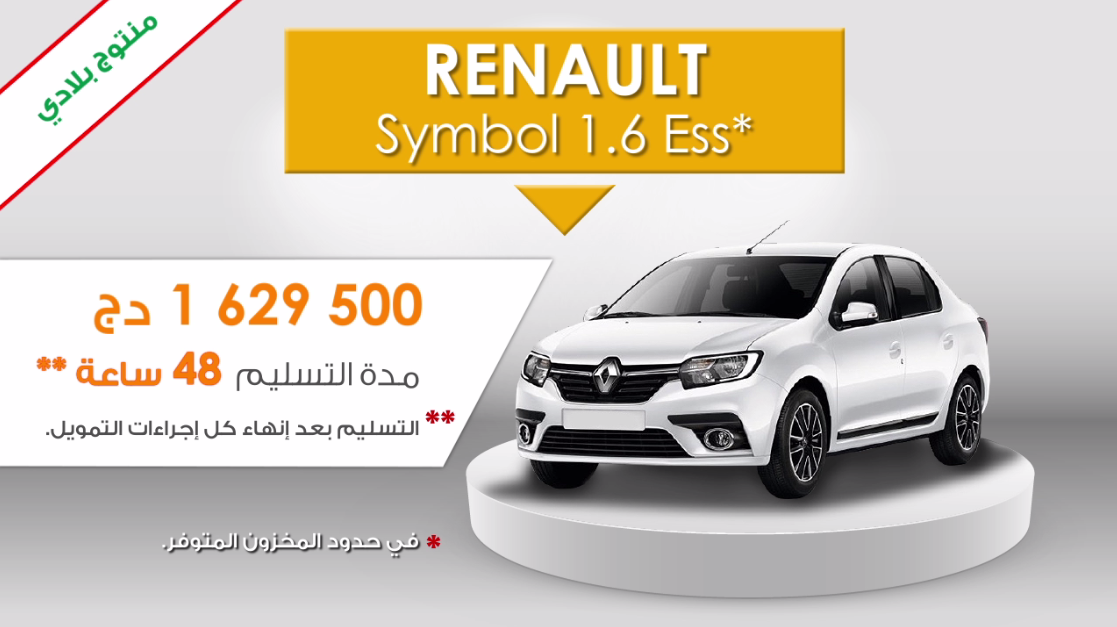 منتوج بلادي
RENAULT
Symbol 1.6 Ess*
1 629 500 دج
مدة التسليم 48 ساعة **
** التسليم بعد إنهاء كل إجراءات التمويل.
* في حدود المخزون المتوفر.